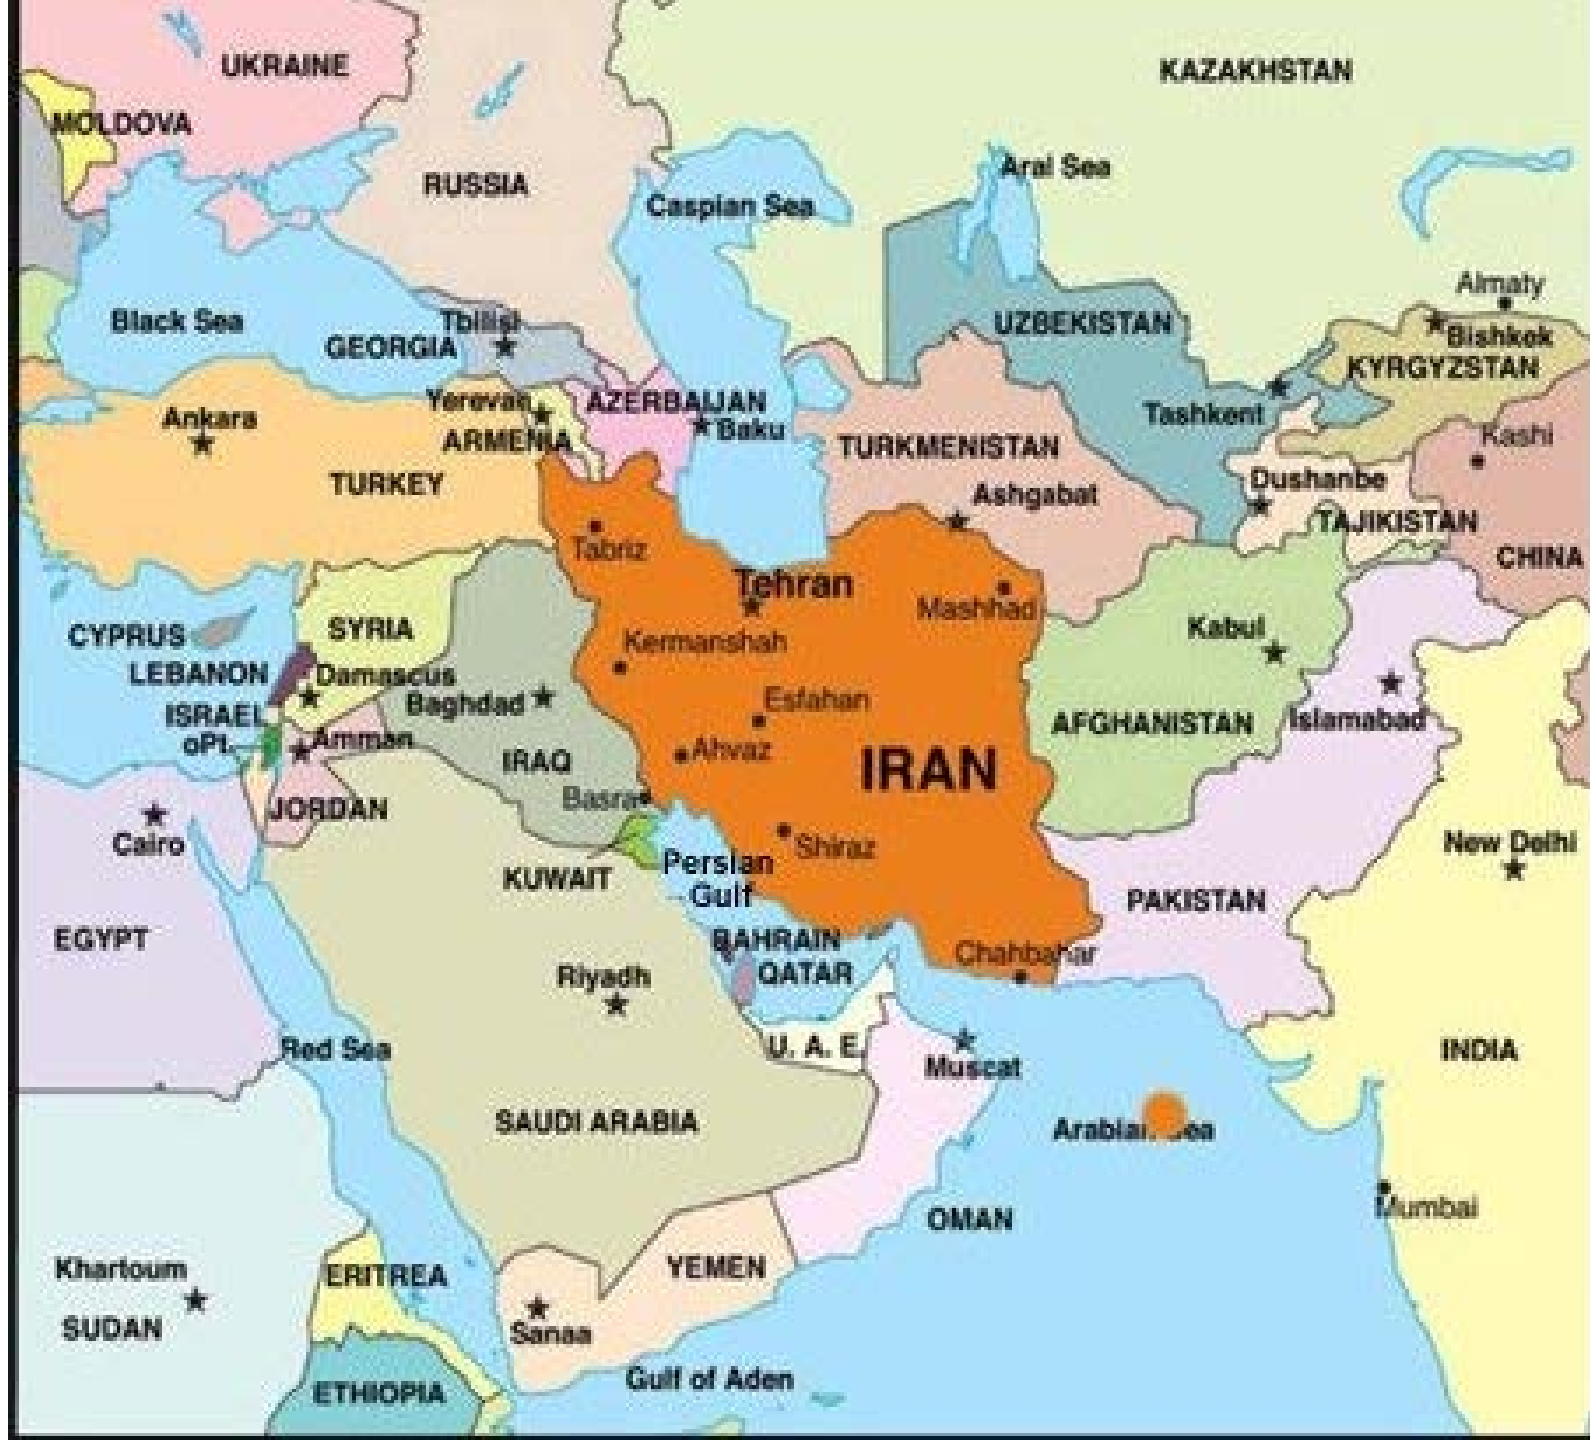 UKRAINE
KAZAKHSTAN
MOLDOVA
RUSSIA
Aral Sea
Caspian Sea
Almaty
Black Sea
Tbilisi
GEORGIA
UZBEKISTAN
Bishkek
KYRGYZSTAN
Yerevan
AZERBAIJAN
Ankara
Baku
ARMENIA
Tashkent
Kashi
TURKMENISTAN
TURKEY
Dushanbe
Ashgabat
TAJIKISTAN
Tabriz
CHINA
Tehran
Mashhad
CYPRUS
SYRIA
Kabul
Kermanshah
LEBANON
Damascus
Baghdad
Esfahan
ISRAEL
oPt
Amman
AFGHANISTAN
Islamabad
Ahvaz
IRAQ
IRAN
Basra
JORDAN
Cairo
Shiraz
New Delhi
KUWAIT
Persian
Gulf
PAKISTAN
EGYPT
BAHRAIN
Chahbahar
Riyadh
QATAR
Red Sea
U. A. E.
Muscat
INDIA
SAUDI ARABIA
Arabian Sea
Mumbai
OMAN
Khartoum
ERITREA
YEMEN
SUDAN
Sanaa
Gulf of Aden
ETHIOPIA